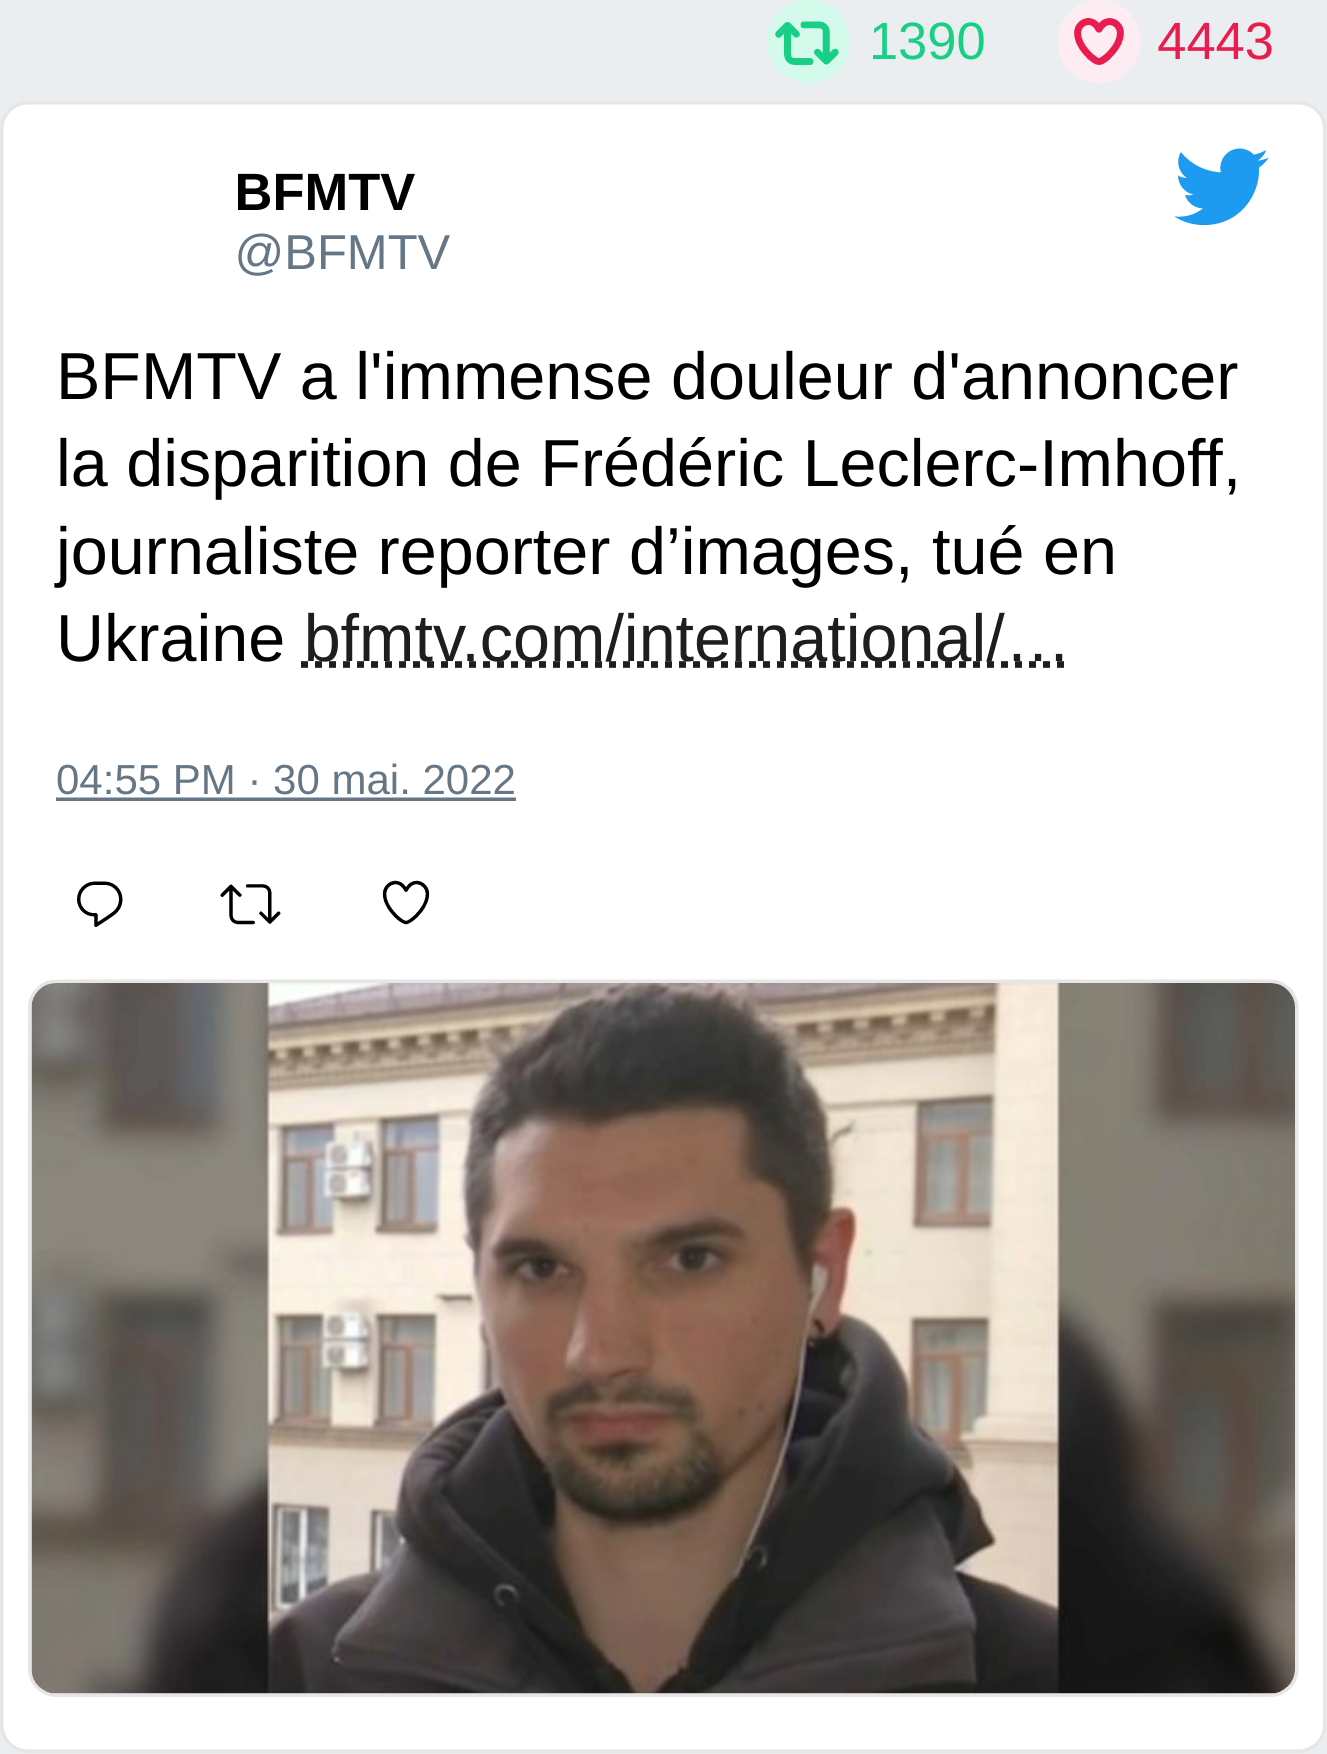 1390 4443
BFMTV
@BFMTV
BFMTV a l'immense douleur d'annoncer
la disparition de Frédéric Leclerc-Imhoff,
journaliste reporter d’images, tué en
Ukraine bfmtv.com/international/…
04:55 PM · 30 mai. 2022